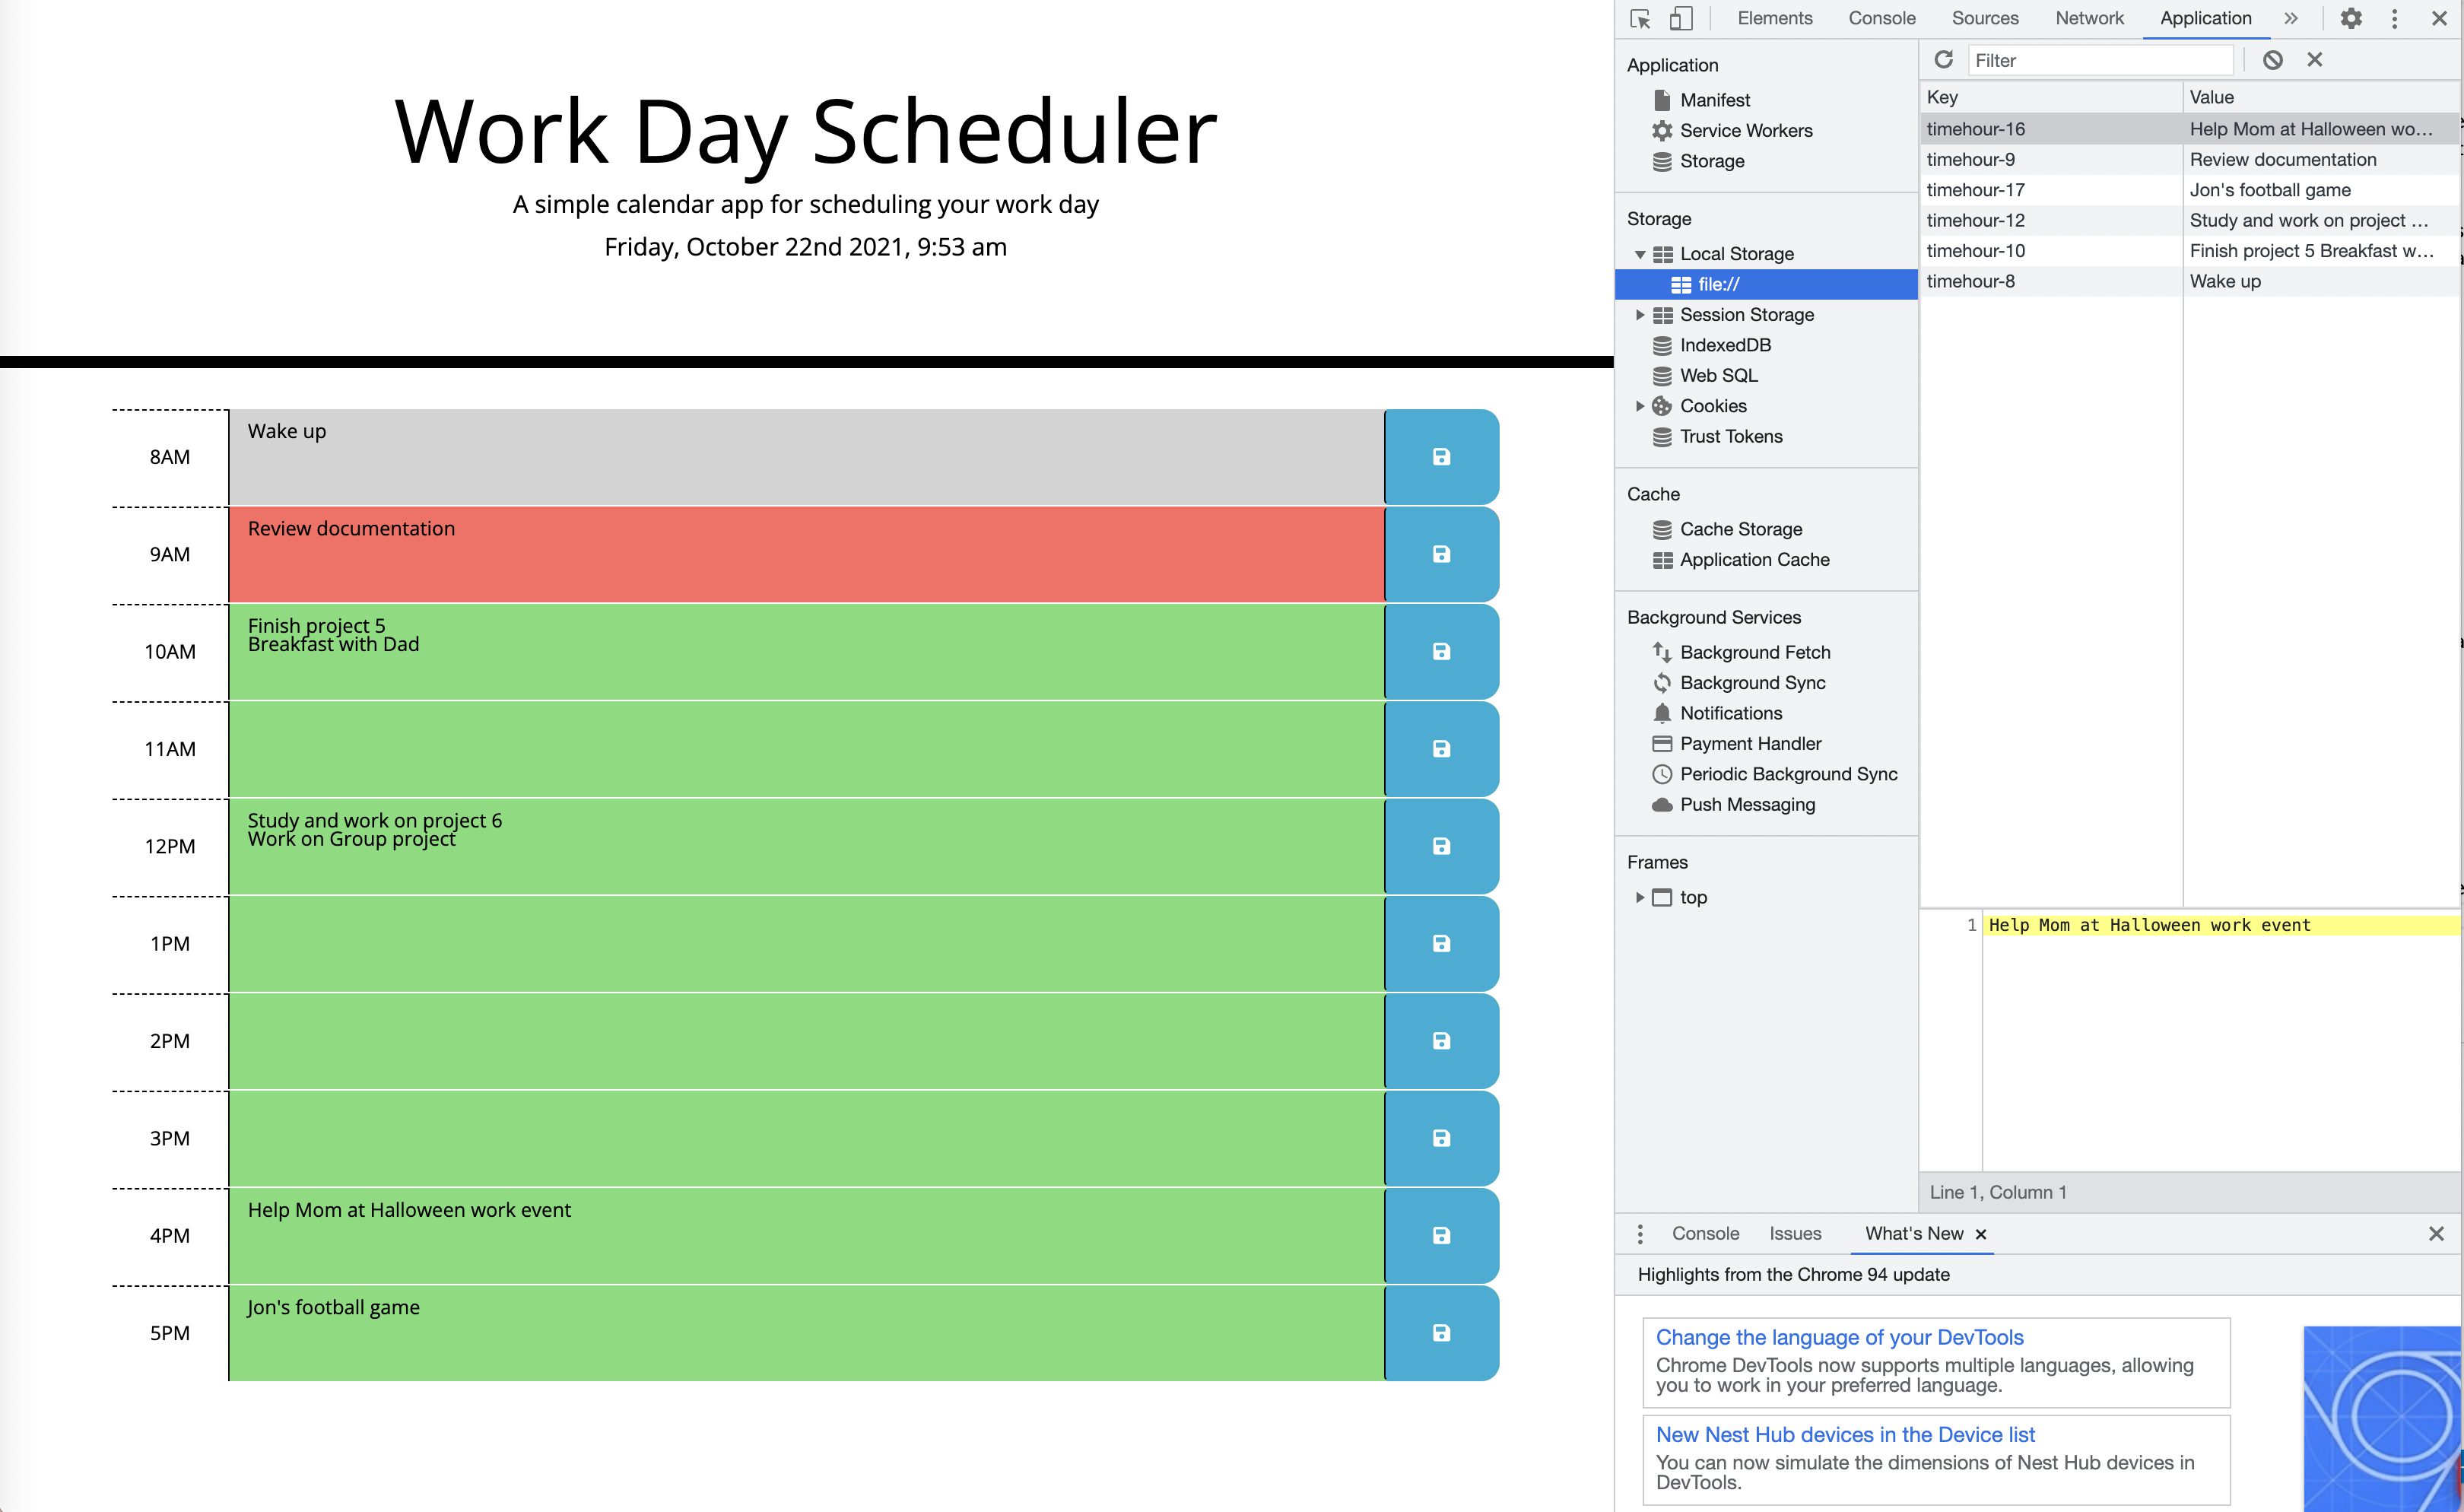 Work Day Scheduler
A simple calendar app for scheduling your work day
Friday, October 22nd 2021, 9:53 am
8AM
Wake up
9AM
Review documentation
10AM
Finish project 5
Breakfast with Dad
11AM
12PM
Study and work on project 6
Work on Group project
1PM
2PM
3PM
4PM
Help Mom at Halloween work event
5PM
Jon's football game
Elements Console Sources Network Application
Application
Manifest
Service Workers
Storage
Storage
Local Storage
file://
Session Storage
IndexedDB
Web SQL
Cookies
Trust Tokens
Cache
Cache Storage
Application Cache
Background Services
Background Fetch
Background Sync
Notifications
Payment Handler
Periodic Background Sync
Push Messaging
Frames
top
Filter
Key Value
timehour-16 Help Mom at Halloween wo…
timehour-9 Review documentation
timehour-17 Jon's football game
timehour-12 Study and work on project …
timehour-10 Finish project 5 Breakfast w…
timehour-8 Wake up
1 Help Mom at Halloween work event
Line 1, Column 1
Console Issues What's New
Highlights from the Chrome 94 update
Change the language of your DevTools
Chrome DevTools now supports multiple languages, allowing
you to work in your preferred language.
New Nest Hub devices in the Device list
You can now simulate the dimensions of Nest Hub devices in
DevTools.